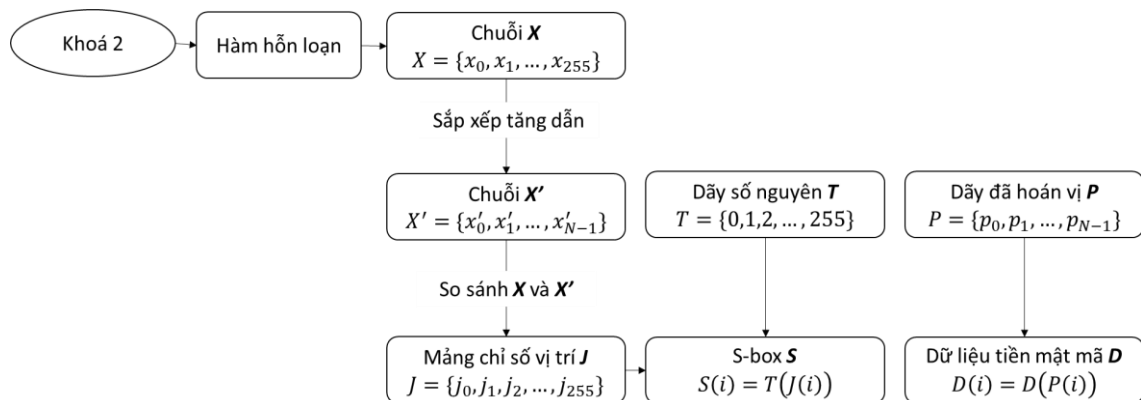 Khoá 2
Hàm hỗn loạn
Chuỗi X
X = {x₀, x₁, …, x₂₅₅}
Sắp xếp tăng dẫn
Chuỗi X′
X′ = {x′₀, x′₁, …, x′_{N−1}}
Dãy số nguyên T
T = {0,1,2, …, 255}
Dãy đã hoán vị P
P = {p₀, p₁, …, p_{N−1}}
So sánh X và X′
Mảng chỉ số vị trí J
J = {j₀, j₁, j₂, …, j₂₅₅}
S-box S
S(i) = T(J(i))
Dữ liệu tiền mật mã D
D(i) = D(P(i))